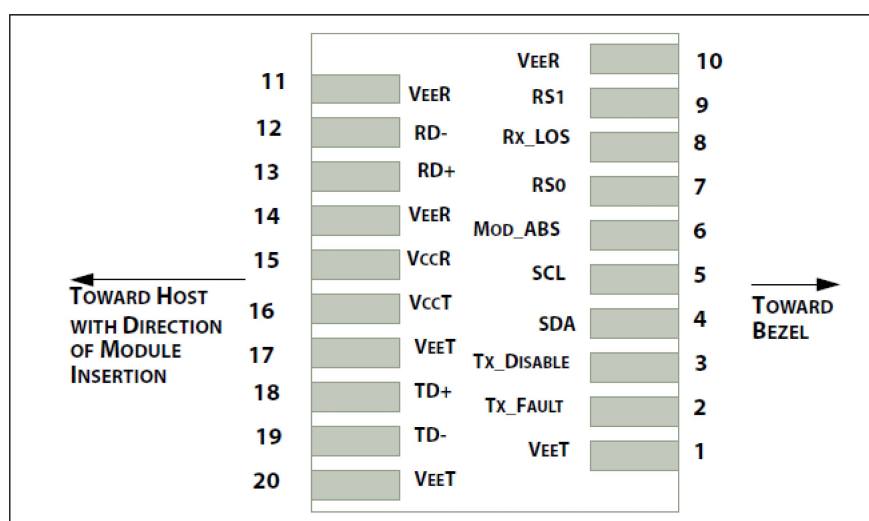 VEER 10
11 VEER RS1 9
12 RD- RX_LOS 8
13 RD+ RS0 7
14 VEER MOD_ABS 6
15 VCCR SCL 5
16 VCCT SDA 4
17 VEET TX_DISABLE 3
18 TD+ TX_FAULT 2
19 TD- VEET 1
20 VEET
TOWARD HOST
WITH DIRECTION
OF MODULE
INSERTION
TOWARD
BEZEL